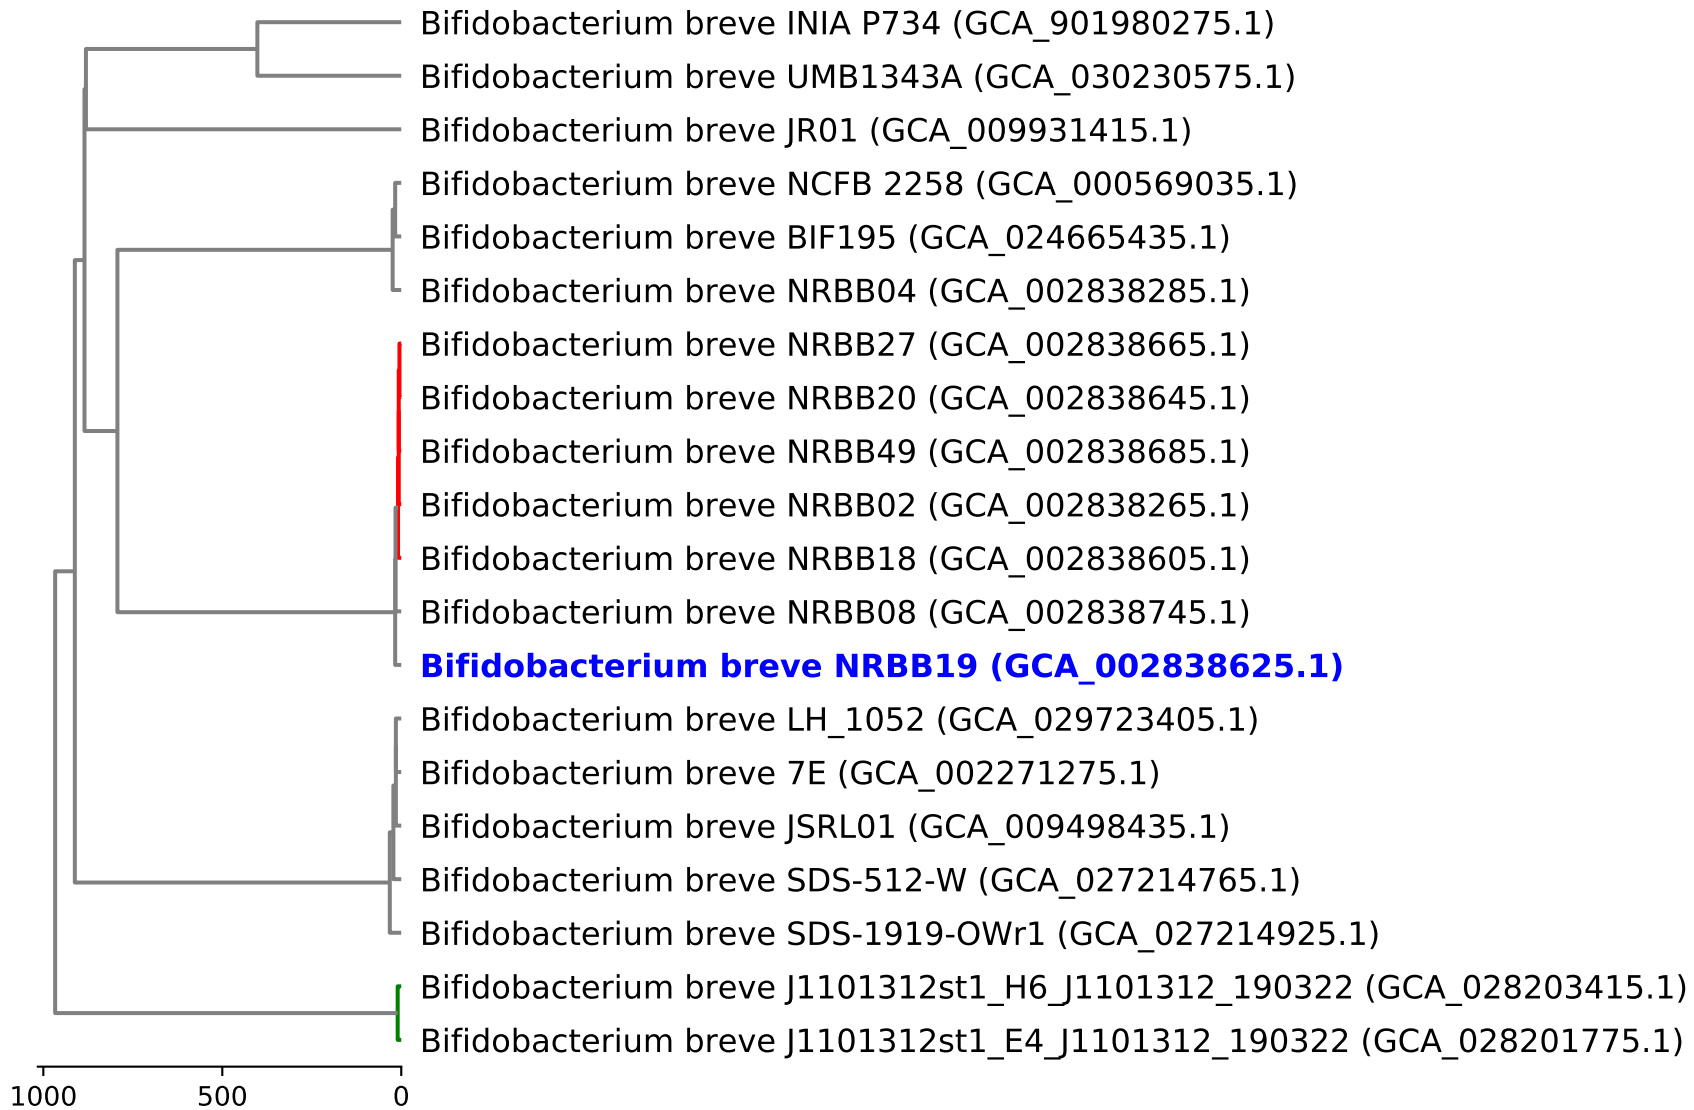 Bifidobacterium breve INIA P734 (GCA_901980275.1)
Bifidobacterium breve UMB1343A (GCA_030230575.1)
Bifidobacterium breve JR01 (GCA_009931415.1)
Bifidobacterium breve NCFB 2258 (GCA_000569035.1)
Bifidobacterium breve BIF195 (GCA_024665435.1)
Bifidobacterium breve NRBB04 (GCA_002838285.1)
Bifidobacterium breve NRBB27 (GCA_002838665.1)
Bifidobacterium breve NRBB20 (GCA_002838645.1)
Bifidobacterium breve NRBB49 (GCA_002838685.1)
Bifidobacterium breve NRBB02 (GCA_002838265.1)
Bifidobacterium breve NRBB18 (GCA_002838605.1)
Bifidobacterium breve NRBB08 (GCA_002838745.1)
Bifidobacterium breve NRBB19 (GCA_002838625.1)
Bifidobacterium breve LH_1052 (GCA_029723405.1)
Bifidobacterium breve 7E (GCA_002271275.1)
Bifidobacterium breve JSRL01 (GCA_009498435.1)
Bifidobacterium breve SDS-512-W (GCA_027214765.1)
Bifidobacterium breve SDS-1919-OWr1 (GCA_027214925.1)
Bifidobacterium breve J1101312st1_H6_J1101312_190322 (GCA_028203415.1)
Bifidobacterium breve J1101312st1_E4_J1101312_190322 (GCA_028201775.1)
1000 500 0